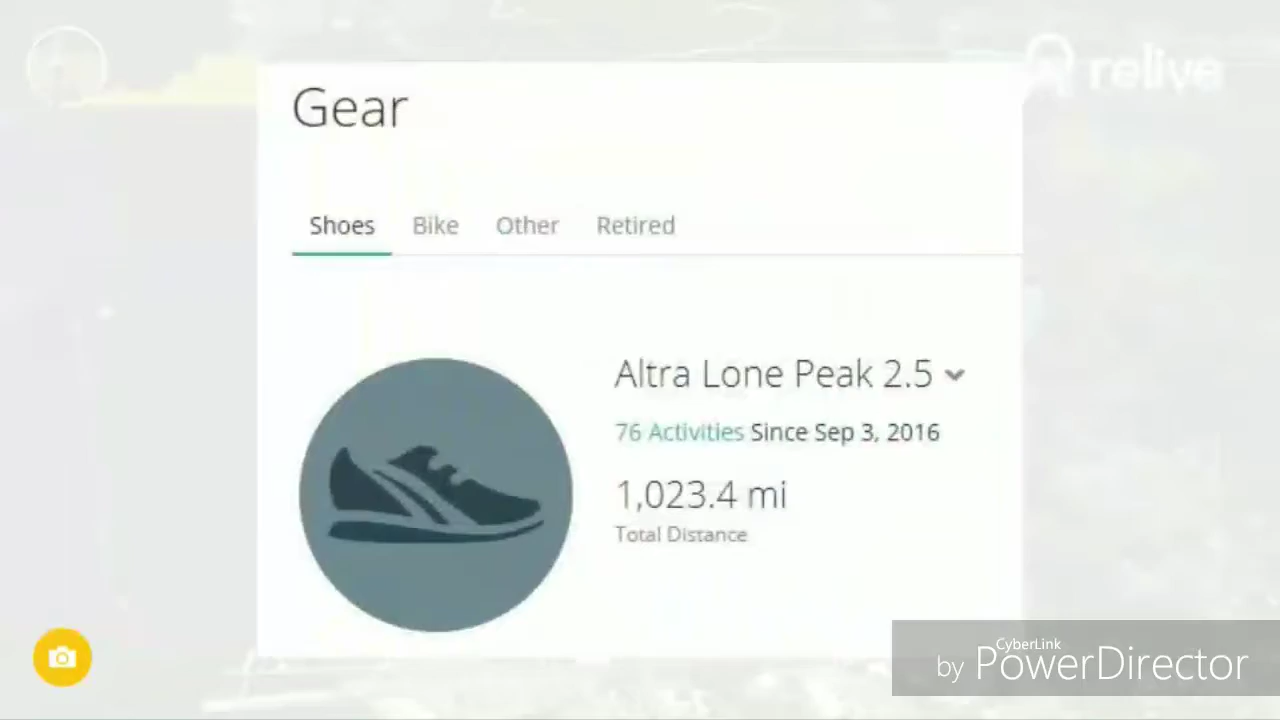 relive
Gear
Shoes Bike Other Retired
Altra Lone Peak 2.5
76 Activities Since Sep 3, 2016
1,023.4 mi
Total Distance
CyberLink
by PowerDirector